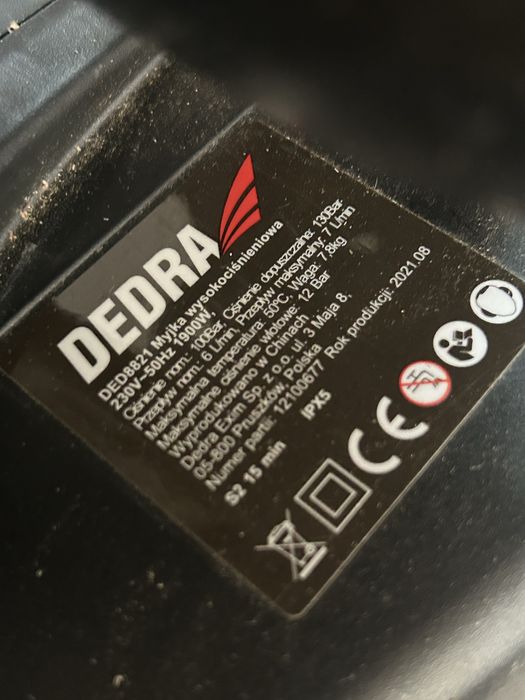 DEDRA
DED8821 Myjka wysokociśnieniowa
230V~50Hz 1900W,
Ciśnienie nom.: 100Bar, Ciśnienie dopuszczalne: 130Bar
Przepływ nom.: 6 l/min, Przepływ maksymalny: 7 l/min
Maksymalna temperatura: 50°C, Waga: 7,8kg
Maksymalne ciśnienie wlotowe: 12 Bar
Wyprodukowano w Chinach
Dedra Exim Sp. z o.o. ul. 3 Maja 8,
05-800 Pruszków, Polska
Numer partii: 12100677 Rok produkcji: 2021.08
S2 15 min IPX5
CE